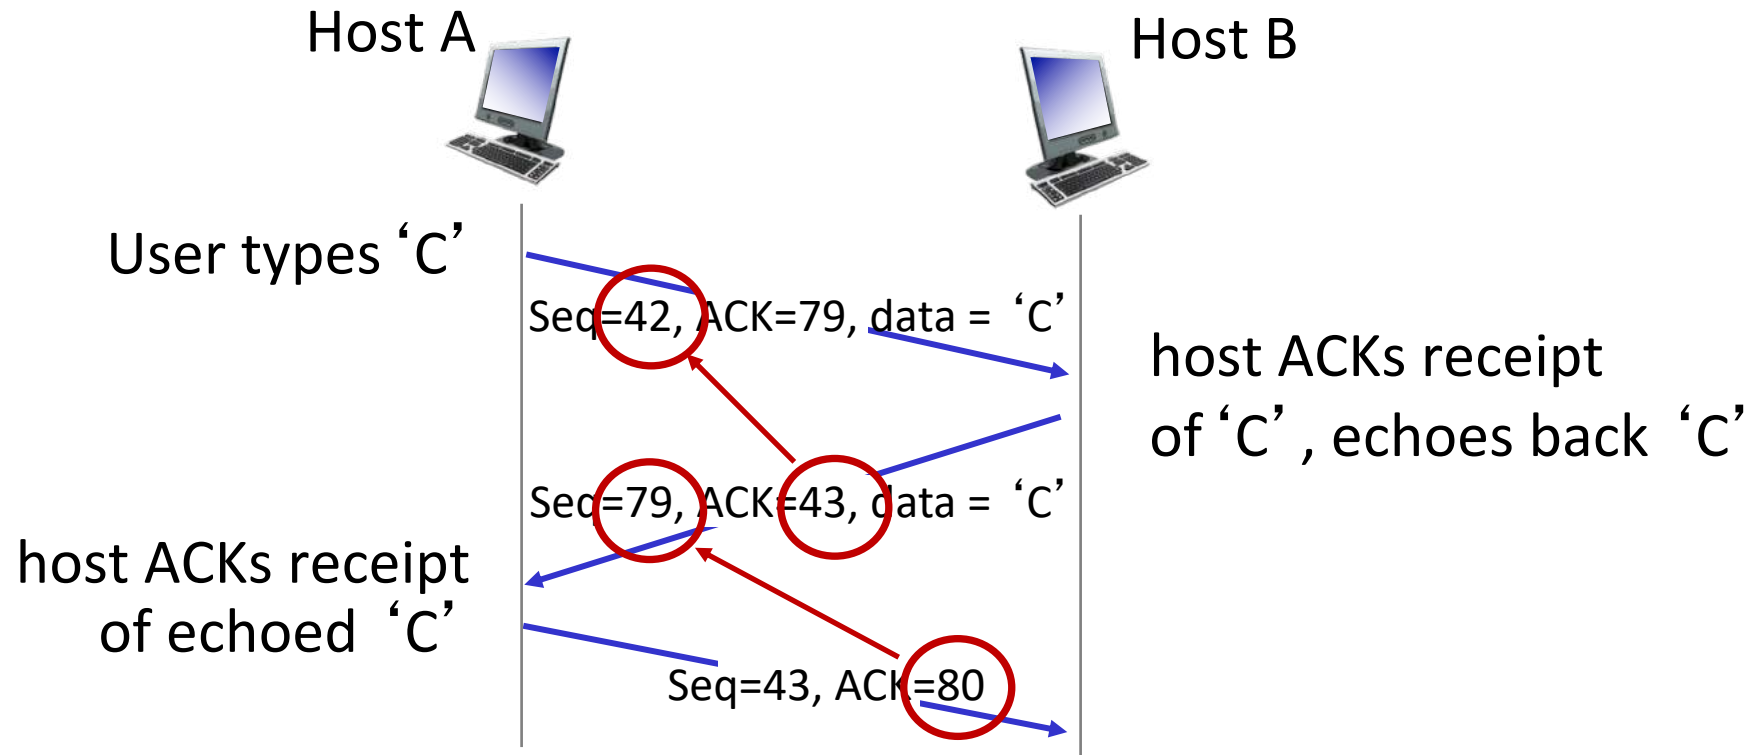 Host A
Host B
User types ‘C’
Seq=42, ACK=79, data = ‘C’
host ACKs receipt
of ‘C’, echoes back ‘C’
Seq=79, ACK=43, data = ‘C’
host ACKs receipt
of echoed ‘C’
Seq=43, ACK=80